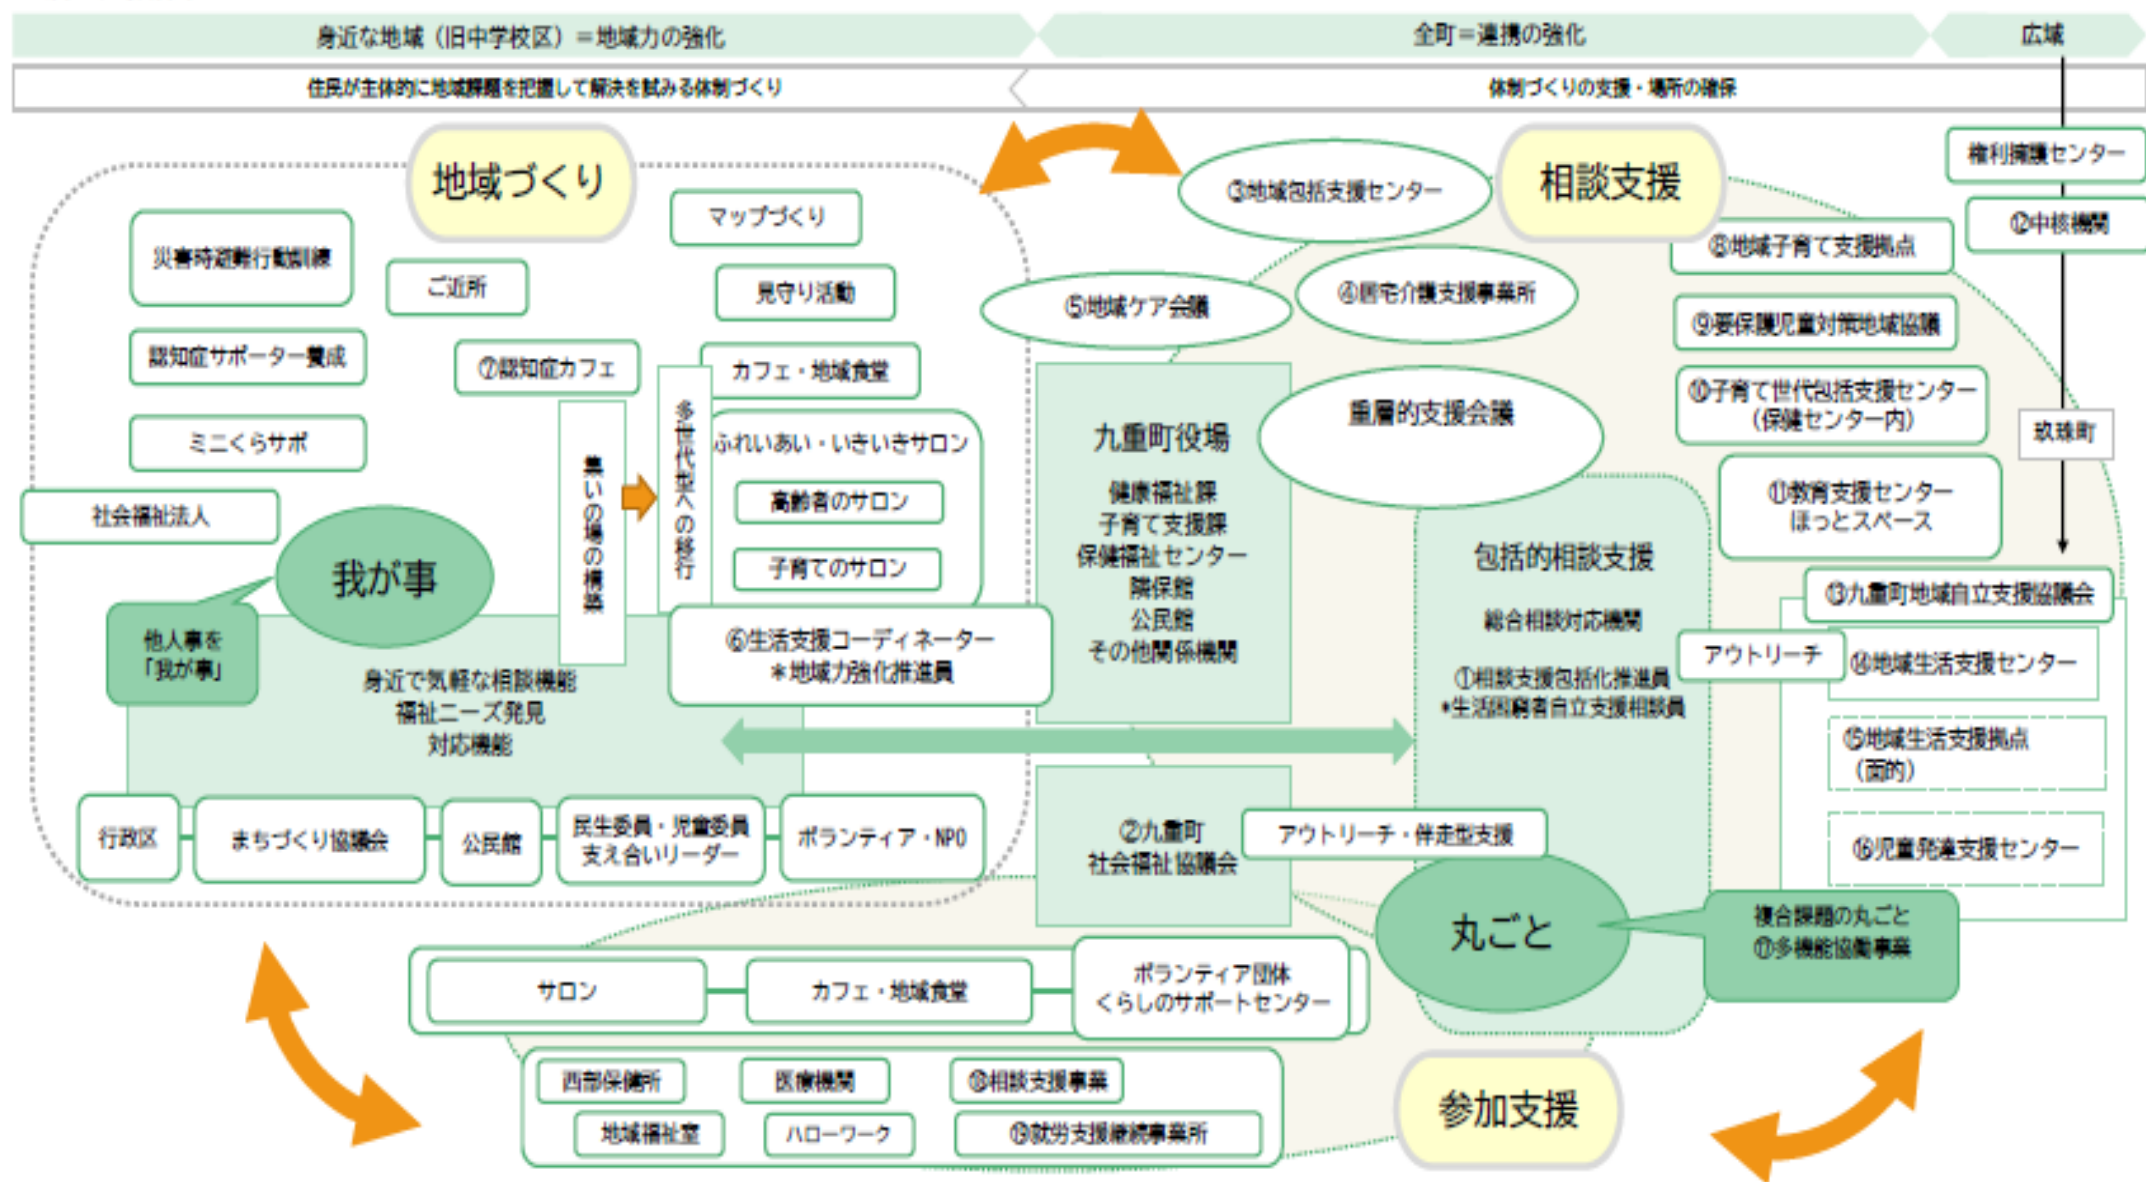 身近な地域（旧中学校区）＝地域力の強化
全町＝連携の強化
広域
住民が主体的に地域課題を把握して解決を試みる体制づくり
体制づくりの支援・場所の確保
地域づくり
災害時避難行動訓練
ご近所
マップづくり
見守り活動
認知症サポーター養成
⑦認知症カフェ
カフェ・地域食堂
ミニくらサポ
社会福祉法人
集いの場の構築
多世代型への移行
ふれいあい・いきいきサロン
高齢者のサロン
子育てのサロン
我が事
他人事を
「我が事」
身近で気軽な相談機能
福祉ニーズ発見
対応機能
⑥生活支援コーディネーター
＊地域力強化推進員
行政区
まちづくり協議会
公民館
民生委員・児童委員
支え合いリーダー
ボランティア・NPO
相談支援
③地域包括支援センター
④居宅介護支援事業所
⑤地域ケア会議
重層的支援会議
九重町役場
健康福祉課
子育て支援課
保健福祉センター
隣保館
公民館
その他関係機関
②九重町
社会福祉協議会
包括的相談支援
総合相談対応機関
①相談支援包括化推進員
*生活困窮者自立支援相談員
アウトリーチ・伴走型支援
丸ごと
複合課題の丸ごと
⑰多機能協働事業
権利擁護センター
⑫中核機関
⑧地域子育て支援拠点
⑨要保護児童対策地域協議
⑩子育て世代包括支援センター
（保健センター内）
玖珠町
⑪教育支援センター
ほっとスペース
⑬九重町地域自立支援協議会
アウトリーチ
⑭地域生活支援センター
⑮地域生活支援拠点
（面的）
⑯児童発達支援センター
サロン
カフェ・地域食堂
ボランティア団体
くらしのサポートセンター
西部保健所
医療機関
⑱相談支援事業
地域福祉室
ハローワーク
⑲就労支援継続事業所
参加支援